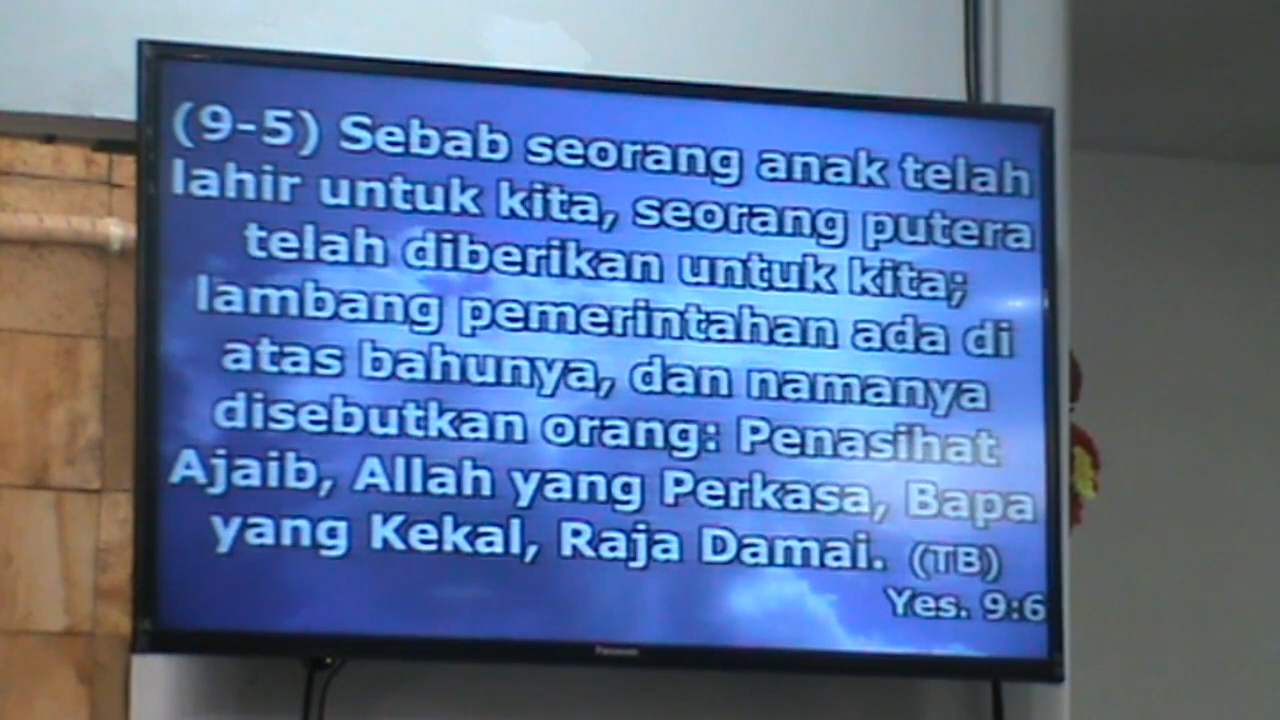 (9-5) Sebab seorang anak telah
lahir untuk kita, seorang putera
telah diberikan untuk kita;
lambang pemerintahan ada di
atas bahunya, dan namanya
disebutkan orang: Penasihat
Ajaib, Allah yang Perkasa, Bapa
yang Kekal, Raja Damai. (TB)
Yes. 9:6
Panasonic